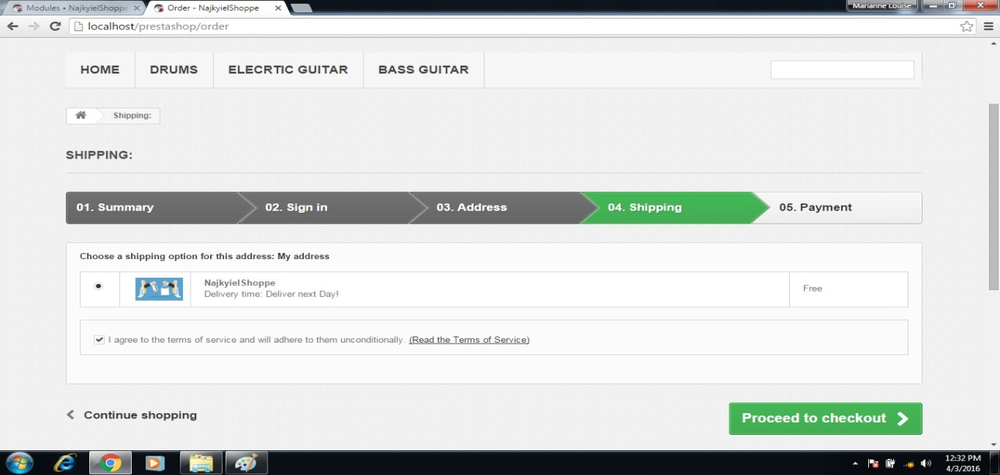 Modules • NajkyielShoppe
Order - NajkyielShoppe
Marianne Louise
localhost/prestashop/order
HOME
DRUMS
ELECRTIC GUITAR
BASS GUITAR
Shipping:
SHIPPING:
01. Summary
02. Sign in
03. Address
04. Shipping
05. Payment
Choose a shipping option for this address: My address
NajkyielShoppe
Delivery time: Deliver next Day!
Free
I agree to the terms of service and will adhere to them unconditionally. (Read the Terms of Service)
Continue shopping
Proceed to checkout
12:32 PM
4/3/2016